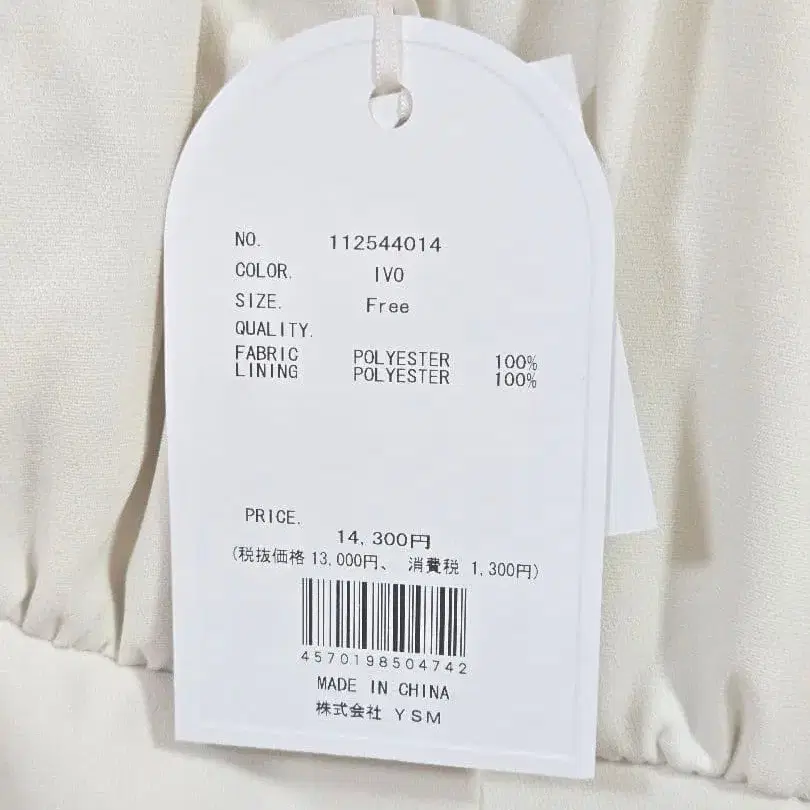 NO. 112544014
COLOR. IVO
SIZE. Free
QUALITY.
FABRIC POLYESTER 100%
LINING POLYESTER 100%
PRICE.
14,300円
(税抜価格 13,000円、 消費税 1,300円)
4570198504742
MADE IN CHINA
株式会社 YSM